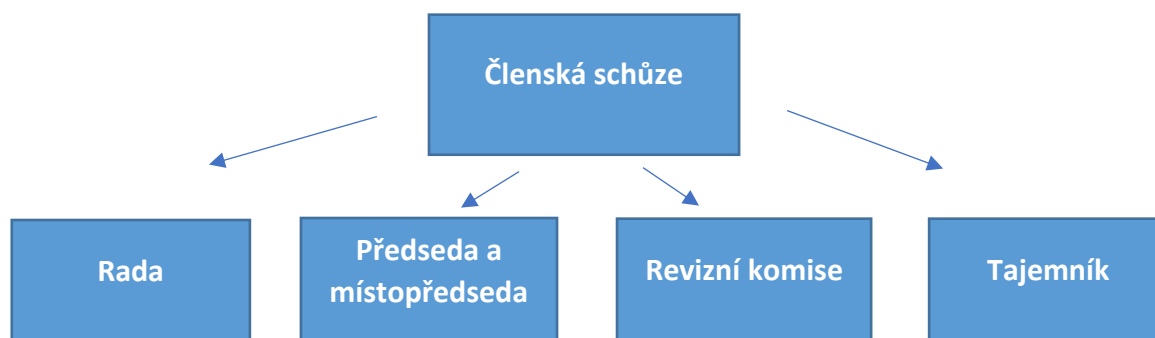 Členská schůze
Rada
Předseda a
místopředseda
Revizní komise
Tajemník